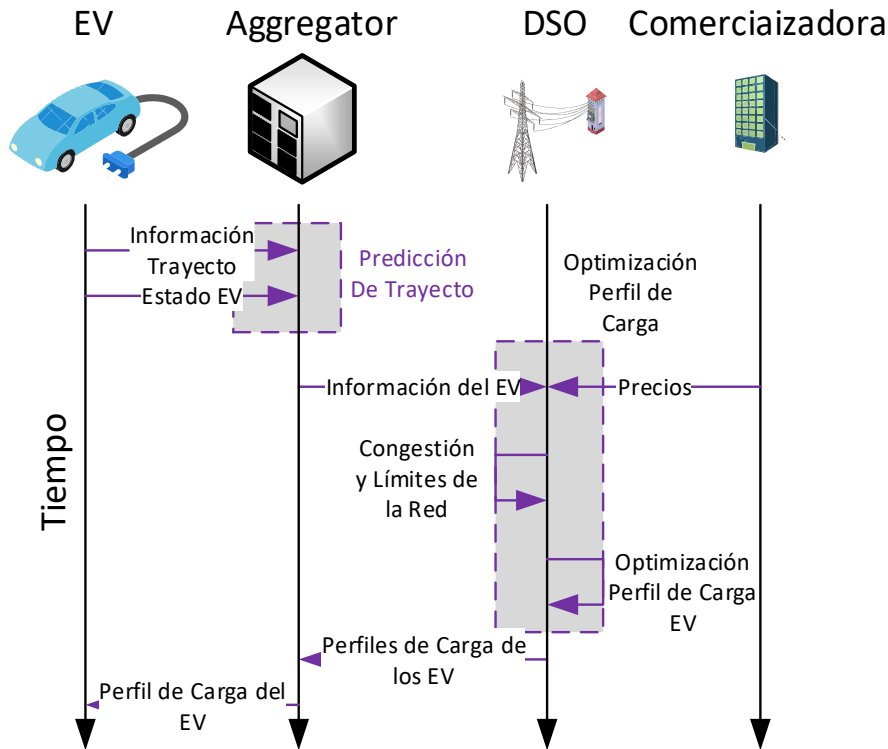 EV
Aggregator
DSO
Comerciaizadora
Información
Trayecto
Estado EV
Predicción
De Trayecto
Optimización
Perfil de
Carga
Información del EV
Precios
Congestión
y Límites de
la Red
Tiempo
Optimización
Perfil de Carga
EV
Perfiles de Carga de
los EV
Perfil de Carga del
EV